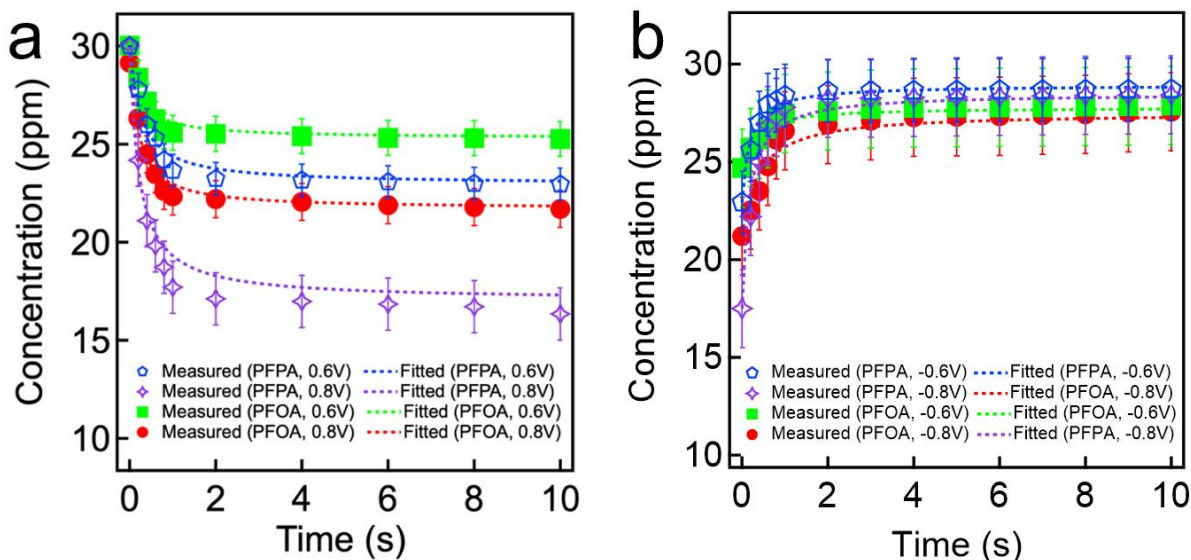 a
Concentration (ppm)
30
25
20
15
10
Measured (PFPA, 0.6V) Fitted (PFPA, 0.6V)
Measured (PFPA, 0.8V) Fitted (PFPA, 0.8V)
Measured (PFOA, 0.6V) Fitted (PFOA, 0.6V)
Measured (PFOA, 0.8V) Fitted (PFOA, 0.8V)
0 2 4 6 8 10
Time (s)
b
Concentration (ppm)
30
25
20
15
10
Measured (PFPA, -0.6V) Fitted (PFPA, -0.6V)
Measured (PFPA, -0.8V) Fitted (PFOA, -0.8V)
Measured (PFOA, -0.6V) Fitted (PFOA, -0.6V)
Measured (PFOA, -0.8V) Fitted (PFPA, -0.8V)
0 2 4 6 8 10
Time (s)